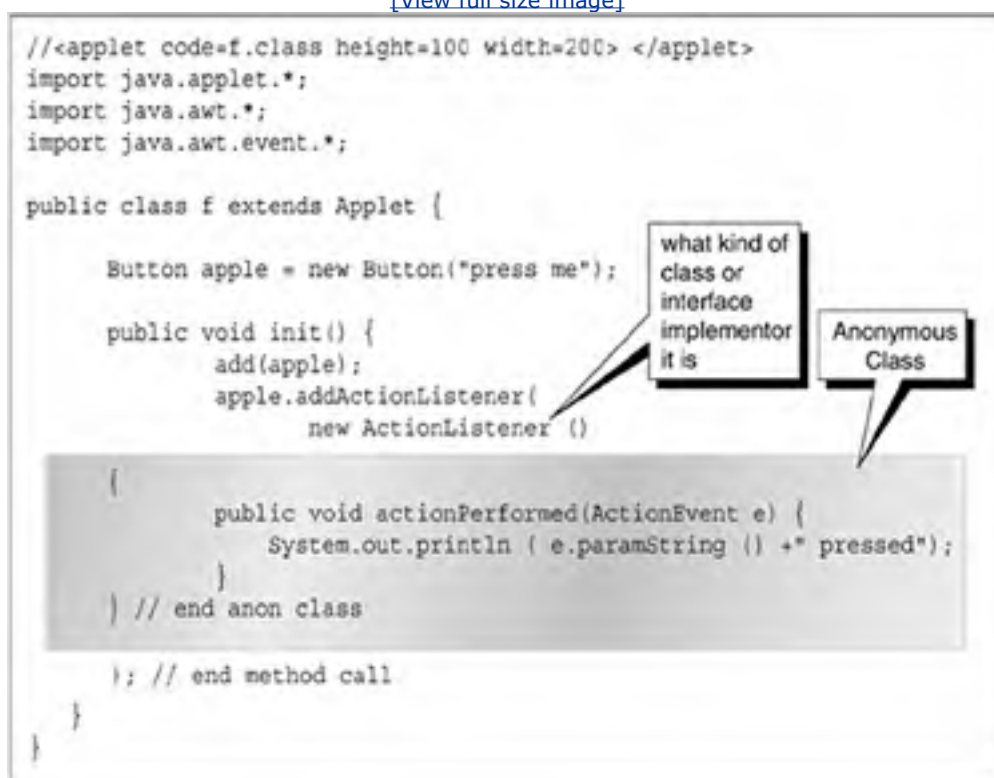 [View full size image]
//<applet code=f.class height=100 width=200> </applet>
import java.applet.*;
import java.awt.*;
import java.awt.event.*;
public class f extends Applet {
Button apple = new Button("press me");
what kind of
class or
interface
implementor
it is
Anonymous
Class
public void init() {
add(apple);
apple.addActionListener(
new ActionListener ()
{
public void actionPerformed(ActionEvent e) {
System.out.println ( e.paramString () +" pressed");
}
} // end anon class
); // end method call
}
}